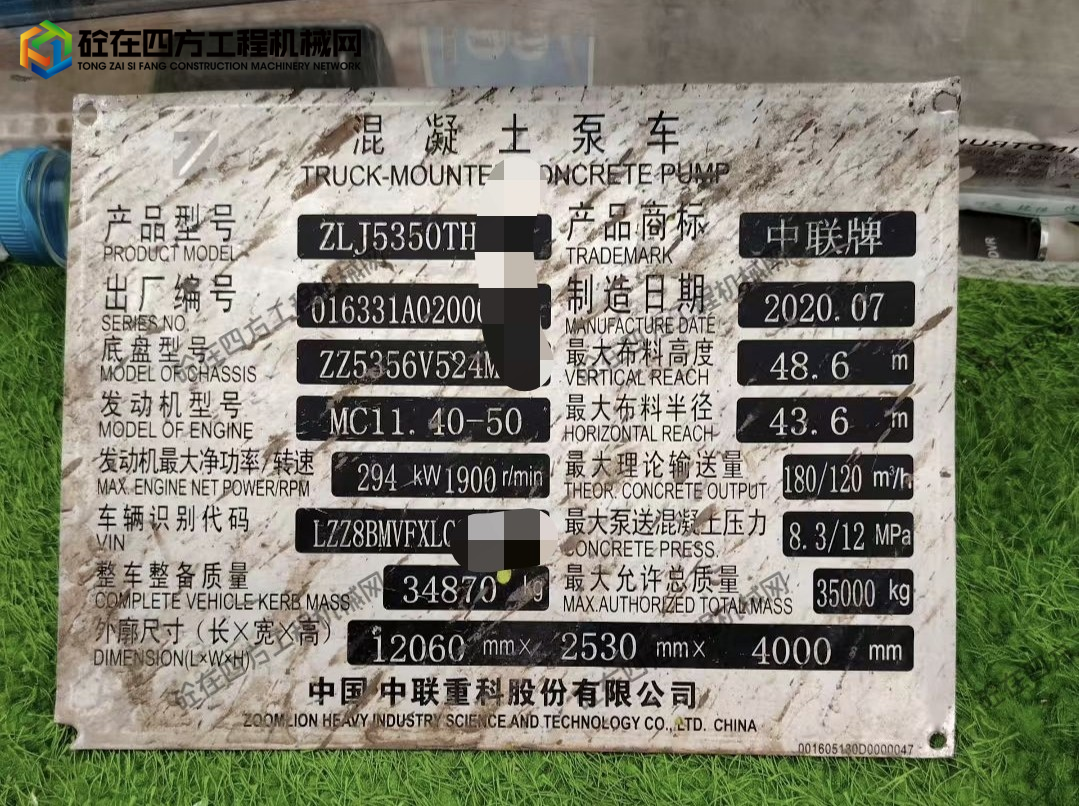 砼在四方工程机械网
TONG ZAI SI FANG CONSTRUCTION MACHINERY NETWORK
混凝土泵车
TRUCK-MOUNTE ONCRETE PUMP
产品型号 ZLJ5350TH 产品商标 中联牌
PRODUCT MODEL TRADEMARK
出厂编号 016331A0200 制造日期 2020.07
SERIES NO. MANUFACTURE DATE
底盘型号 ZZ5356V524M 最大布料高度 48.6 m
MODEL OF CHASSIS VERTICAL REACH
发动机型号 MC11.40-50 最大布料半径 43.6 m
MODEL OF ENGINE HORIZONTAL REACH
发动机最大净功率/转速 294 kW 1900 r/min 最大理论输送量 180/120 m³/h
MAX. ENGINE NET POWER/RPM THEOR. CONCRETE OUTPUT
车辆识别代码 LZZ8BMVFXL 最大泵送混凝土压力 8.3/12 MPa
VIN CONCRETE PRESS.
整车整备质量 34870 kg 最大允许总质量 35000 kg
COMPLETE VEHICLE KERB MASS MAX.AUTHORIZED TOTAL MASS
外廓尺寸（长×宽×高） 12060 mm× 2530 mm× 4000 mm
DIMENSION(L×W×H)
中国 中联重科股份有限公司
ZOOMLION HEAVY INDUSTRY SCIENCE AND TECHNOLOGY CO.,LTD. CHINA
001605130D0000047